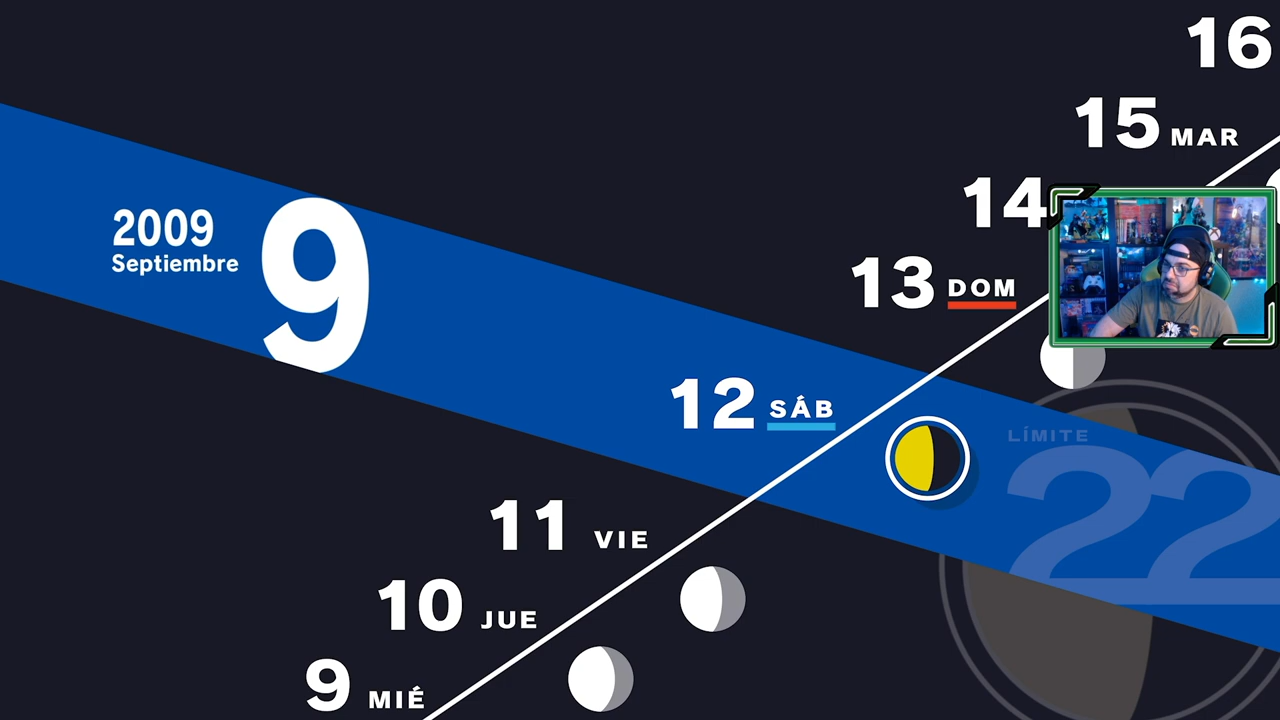 16
15 MAR
14
2009
Septiembre
9
13 DOM
12 SÁB
LÍMITE
22
11 VIE
10 JUE
9 MIÉ